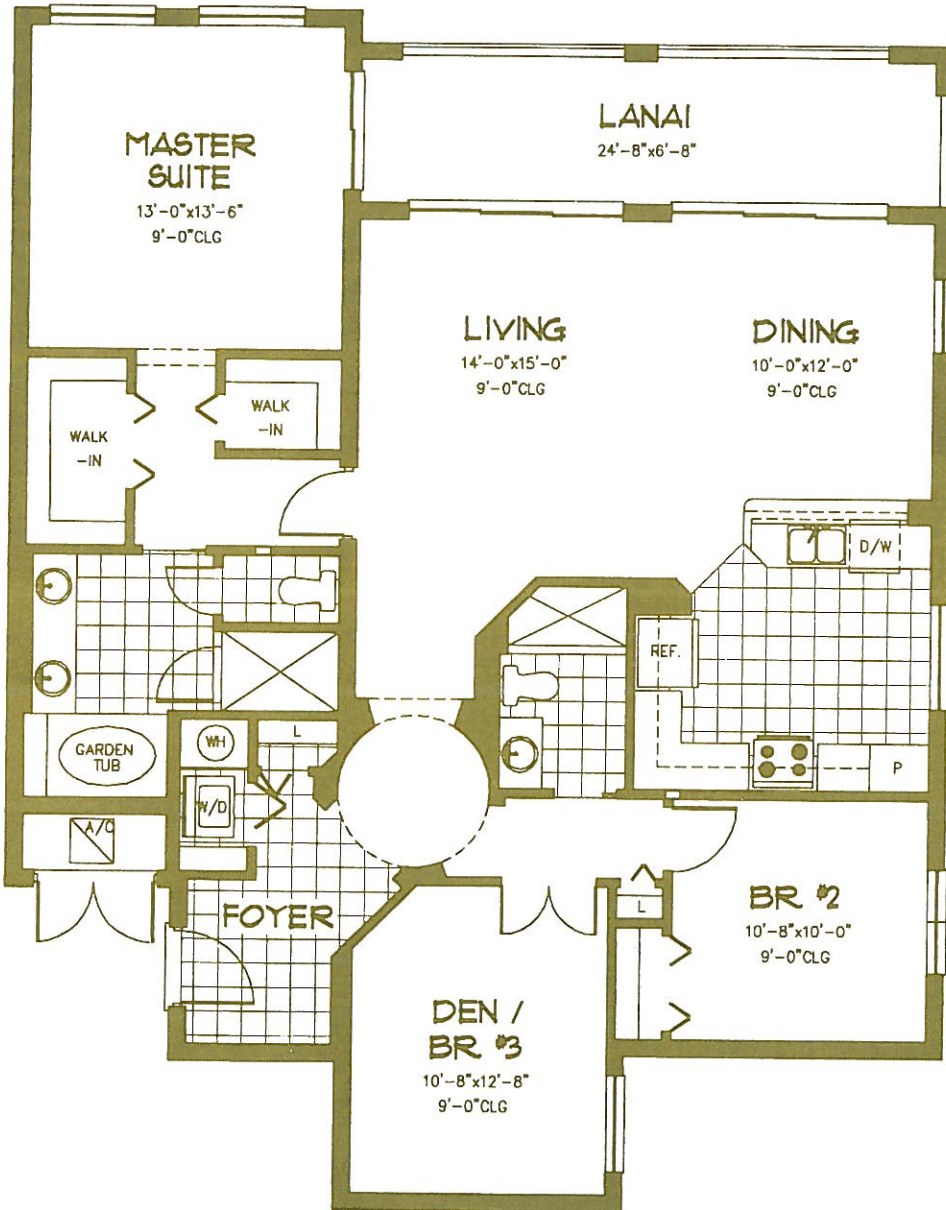 MASTER
SUITE
13'-0"x13'-6"
9'-0"CLG
LANAI
24'-8"x6'-8"
LIVING
14'-0"x15'-0"
9'-0"CLG
DINING
10'-0"x12'-0"
9'-0"CLG
WALK
-IN
WALK
-IN
D/W
REF.
P
GARDEN
TUB
WH
L
W/D
A/C
FOYER
L
BR #2
10'-8"x10'-0"
9'-0"CLG
DEN /
BR #3
10'-8"x12'-8"
9'-0"CLG